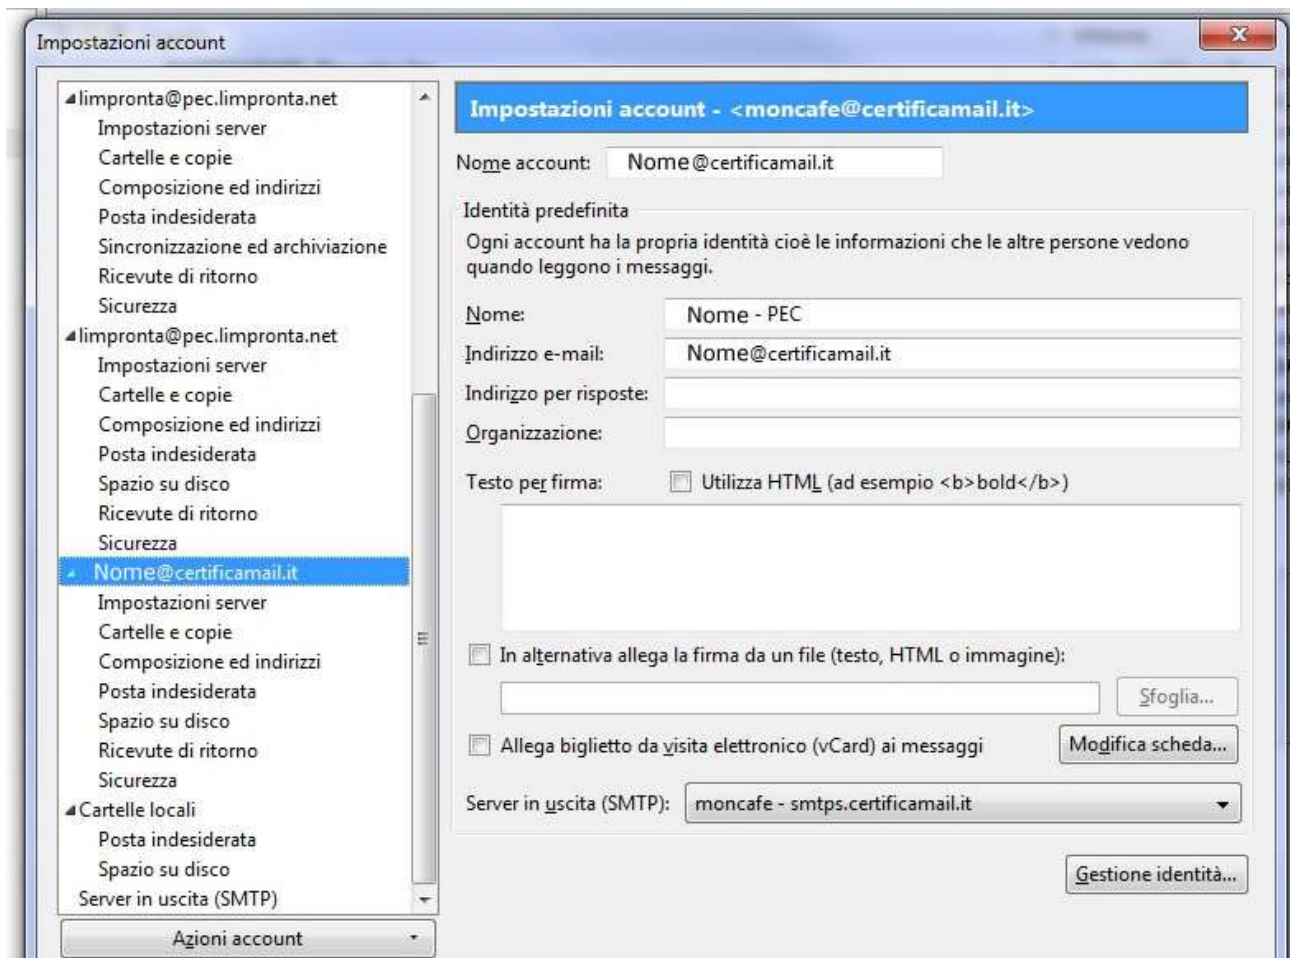 Impostazioni account
limpronta@pec.limpronta.net
Impostazioni server
Cartelle e copie
Composizione ed indirizzi
Posta indesiderata
Sincronizzazione ed archiviazione
Ricevute di ritorno
Sicurezza
limpronta@pec.limpronta.net
Impostazioni server
Cartelle e copie
Composizione ed indirizzi
Posta indesiderata
Spazio su disco
Ricevute di ritorno
Sicurezza
Nome@certificamail.it
Impostazioni server
Cartelle e copie
Composizione ed indirizzi
Posta indesiderata
Spazio su disco
Ricevute di ritorno
Sicurezza
Cartelle locali
Posta indesiderata
Spazio su disco
Server in uscita (SMTP)
Azioni account
Impostazioni account - <moncafe@certificamail.it>
Nome account: Nome@certificamail.it
Identità predefinita
Ogni account ha la propria identità cioè le informazioni che le altre persone vedono
quando leggono i messaggi.
Nome: Nome - PEC
Indirizzo e-mail: Nome@certificamail.it
Indirizzo per risposte:
Organizzazione:
Testo per firma: Utilizza HTML (ad esempio <b>bold</b>)
In alternativa allega la firma da un file (testo, HTML o immagine):
Sfoglia...
Allega biglietto da visita elettronico (vCard) ai messaggi Modifica scheda...
Server in uscita (SMTP): moncafe - smtps.certificamail.it
Gestione identità...